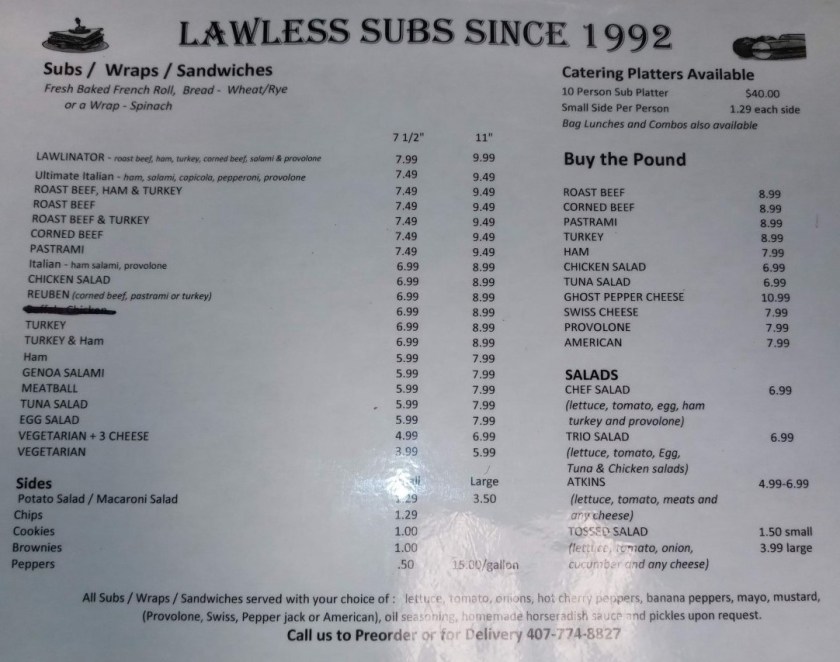 LAWLESS SUBS SINCE 1992
Subs / Wraps / Sandwiches
Fresh Baked French Roll, Bread - Wheat/Rye
or a Wrap - Spinach
7 1/2" 11"
LAWLINATOR - roast beef, ham, turkey, corned beef, salami & provolone 7.99 9.99
Ultimate Italian - ham, salami, capicola, pepperoni, provolone 7.49 9.49
ROAST BEEF, HAM & TURKEY 7.49 9.49
ROAST BEEF 7.49 9.49
ROAST BEEF & TURKEY 7.49 9.49
CORNED BEEF 7.49 9.49
PASTRAMI 7.49 9.49
Italian - ham salami, provolone 6.99 8.99
CHICKEN SALAD 6.99 8.99
REUBEN (corned beef, pastrami or turkey) 6.99 8.99
6.99 8.99
TURKEY 6.99 8.99
TURKEY & Ham 6.99 8.99
Ham 5.99 7.99
GENOA SALAMI 5.99 7.99
MEATBALL 5.99 7.99
TUNA SALAD 5.99 7.99
EGG SALAD 5.99 7.99
VEGETARIAN + 3 CHEESE 4.99 6.99
VEGETARIAN 3.99 5.99
Sides Large
Potato Salad / Macaroni Salad 1.29 3.50
Chips 1.29
Cookies 1.00
Brownies 1.00
Peppers .50 15.00/gallon
Catering Platters Available
10 Person Sub Platter $40.00
Small Side Per Person 1.29 each side
Bag Lunches and Combos also available
Buy the Pound
ROAST BEEF 8.99
CORNED BEEF 8.99
PASTRAMI 8.99
TURKEY 8.99
HAM 7.99
CHICKEN SALAD 6.99
TUNA SALAD 6.99
GHOST PEPPER CHEESE 10.99
SWISS CHEESE 7.99
PROVOLONE 7.99
AMERICAN 7.99
SALADS
CHEF SALAD 6.99
(lettuce, tomato, egg, ham
turkey and provolone)
TRIO SALAD 6.99
(lettuce, tomato, Egg,
Tuna & Chicken salads)
ATKINS 4.99-6.99
(lettuce, tomato, meats and
any cheese)
TOSSED SALAD 1.50 small
(lettuce, tomato, onion, 3.99 large
cucumber and any cheese)
All Subs / Wraps / Sandwiches served with your choice of : lettuce, tomato, onions, hot cherry peppers, banana peppers, mayo, mustard,
(Provolone, Swiss, Pepper jack or American), oil seasoning, homemade horseradish sauce and pickles upon request.
Call us to Preorder or for Delivery 407-774-8827